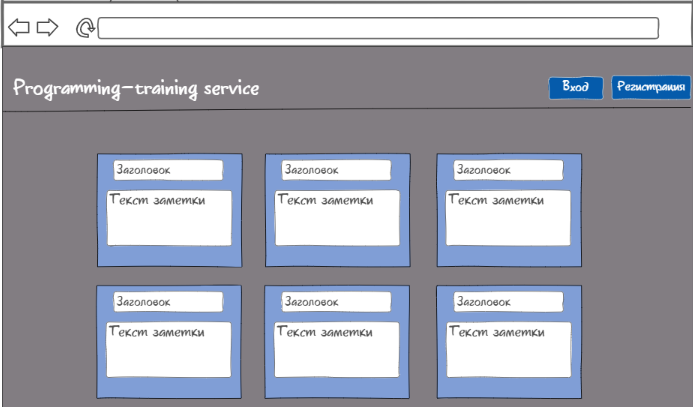 Programming-training service
Вход
Регистрация
Заголовок
Заголовок
Заголовок
Текст заметки
Текст заметки
Текст заметки
Заголовок
Заголовок
Заголовок
Текст заметки
Текст заметки
Текст заметки